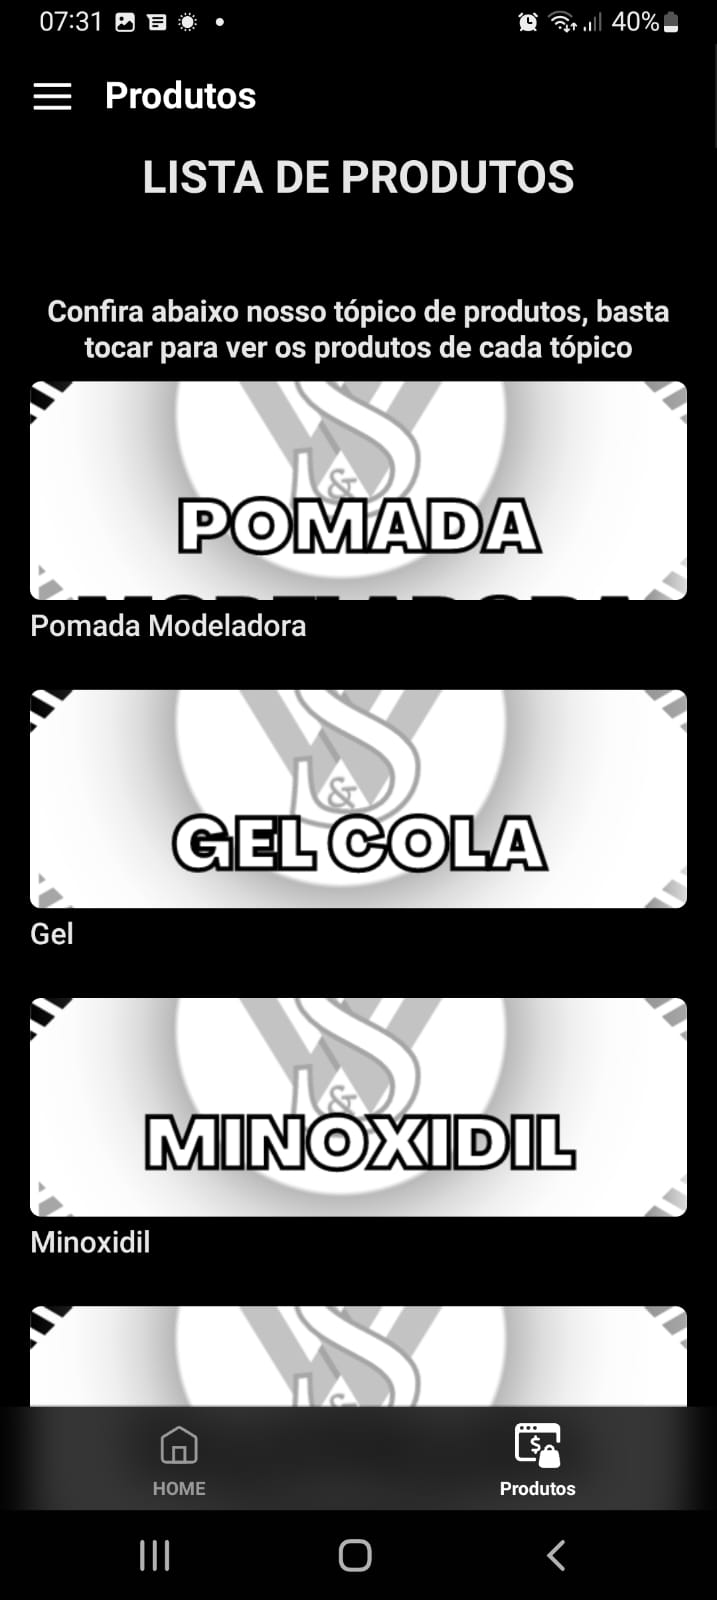 07:31
40%
Produtos
LISTA DE PRODUTOS
Confira abaixo nosso tópico de produtos, basta
tocar para ver os produtos de cada tópico
S
&
POMADA
MODELADORA
Pomada Modeladora
S
&
GEL COLA
Gel
S
&
MINOXIDIL
Minoxidil
S
&
$
HOME
Produtos